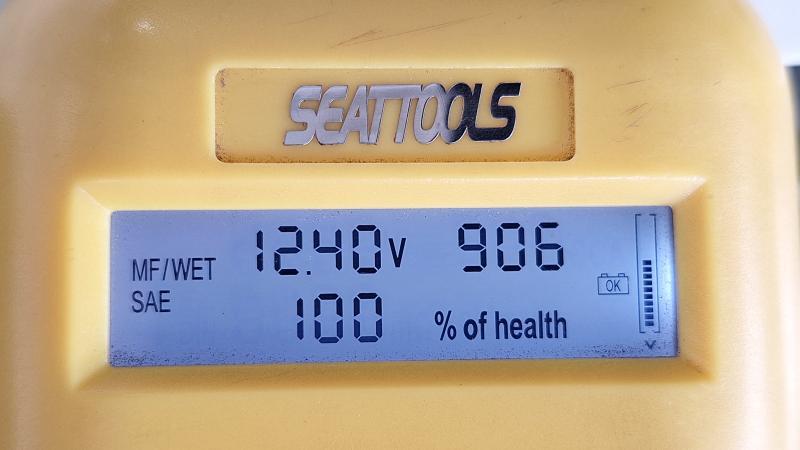 SEATTOOLS
MF/WET 12.40V 906
SAE 100 % of health
OK
V